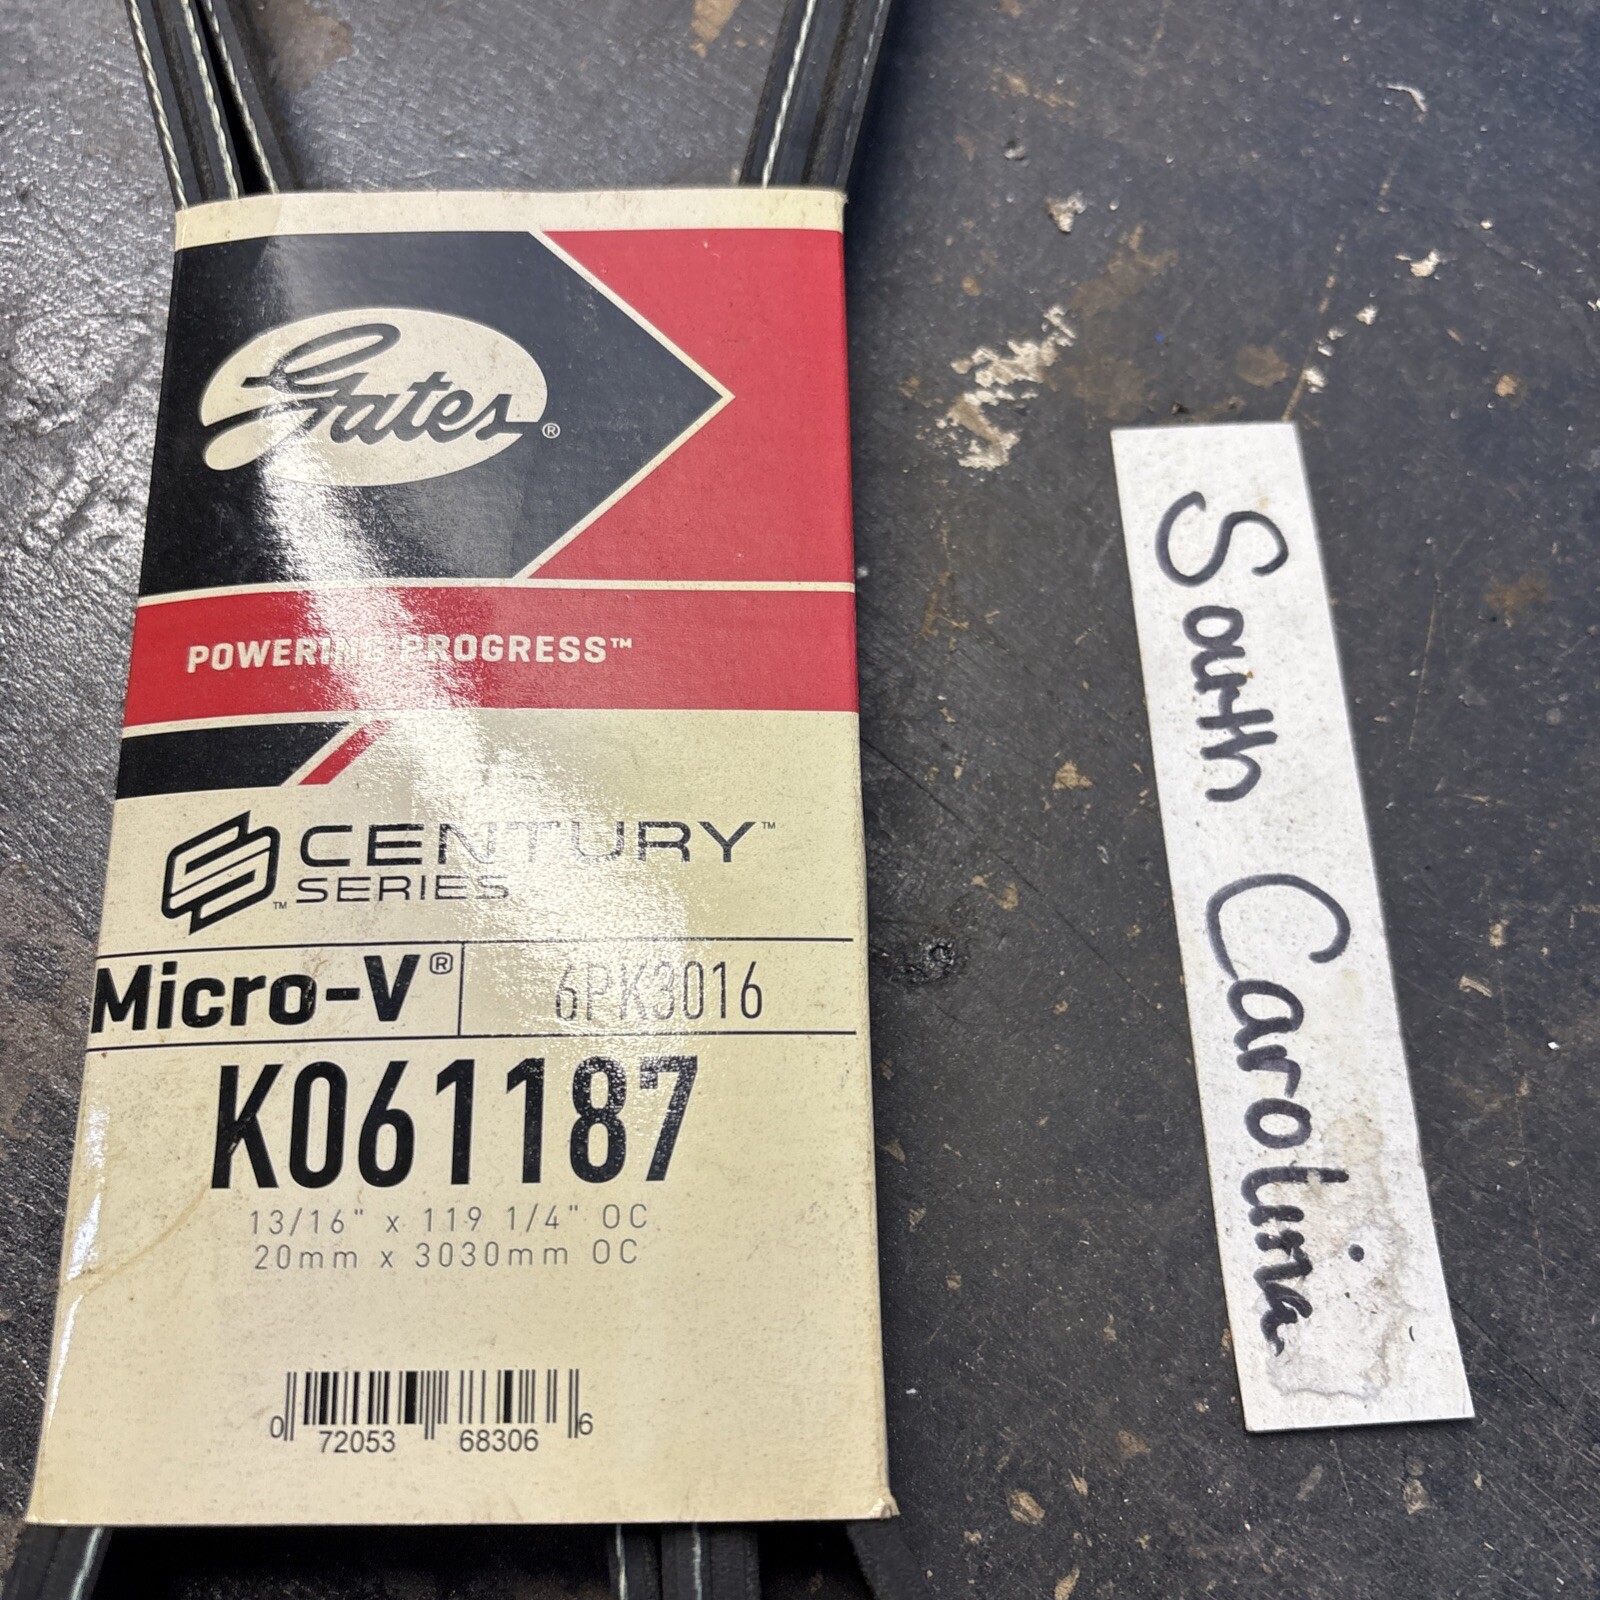 Gates®
POWERING PROGRESS™
CENTURY™
™ SERIES
Micro-V® 6PK3016
K061187
13/16" x 119 1/4" OC
20mm x 3030mm OC
0 72053 68306 6
South Carolina